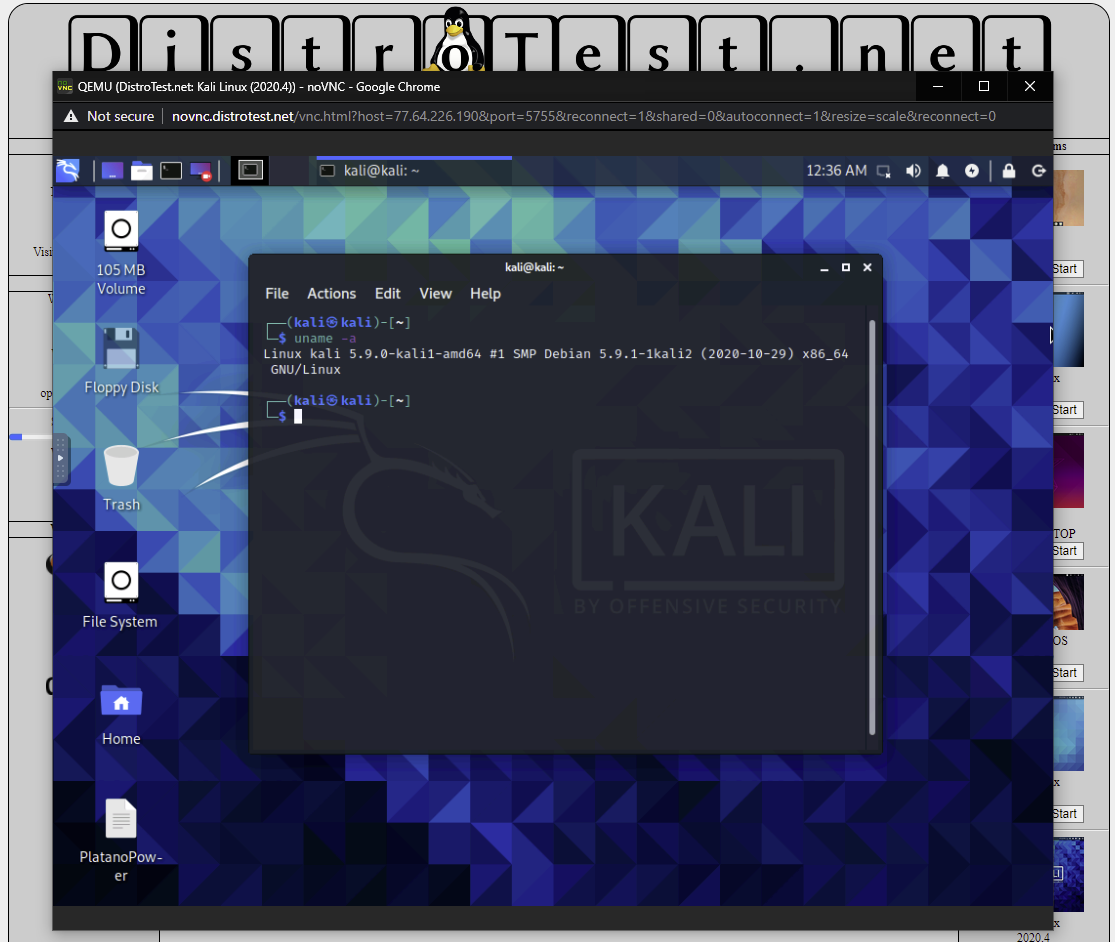 DistroTest.net
QEMU (DistroTest.net: Kali Linux (2020.4)) - noVNC - Google Chrome
Not secure
novnc.distrotest.net/vnc.html?host=77.64.226.190&port=5755&reconnect=1&shared=0&autoconnect=1&resize=scale&reconnect=0
ms
kali@kali: ~
12:36 AM
105 MB
Volume
Floppy Disk
Trash
File System
Home
PlatanoPow-
er
kali@kali: ~
File Actions Edit View Help
┌──(kali㉿kali)-[~]
└─$ uname -a
Linux kali 5.9.0-kali1-amd64 #1 SMP Debian 5.9.1-1kali2 (2020-10-29) x86_64
GNU/Linux
┌──(kali㉿kali)-[~]
└─$
KALI
BY OFFENSIVE SECURITY
Visi
op
Start
x
Start
TOP
Start
OS
Start
x
Start
x
2020.4